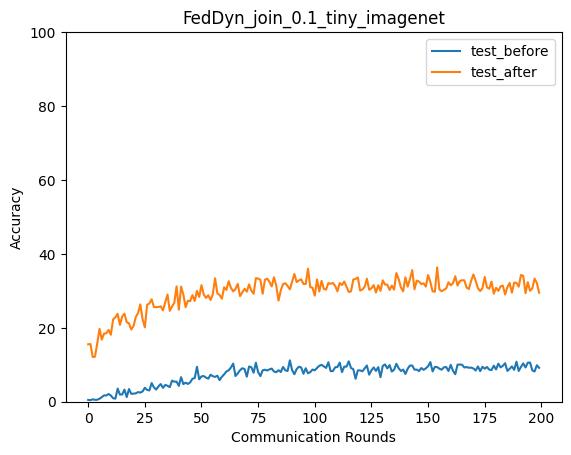 FedDyn_join_0.1_tiny_imagenet
100
80
60
40
20
0
Accuracy
test_before
test_after
0 25 50 75 100 125 150 175 200
Communication Rounds